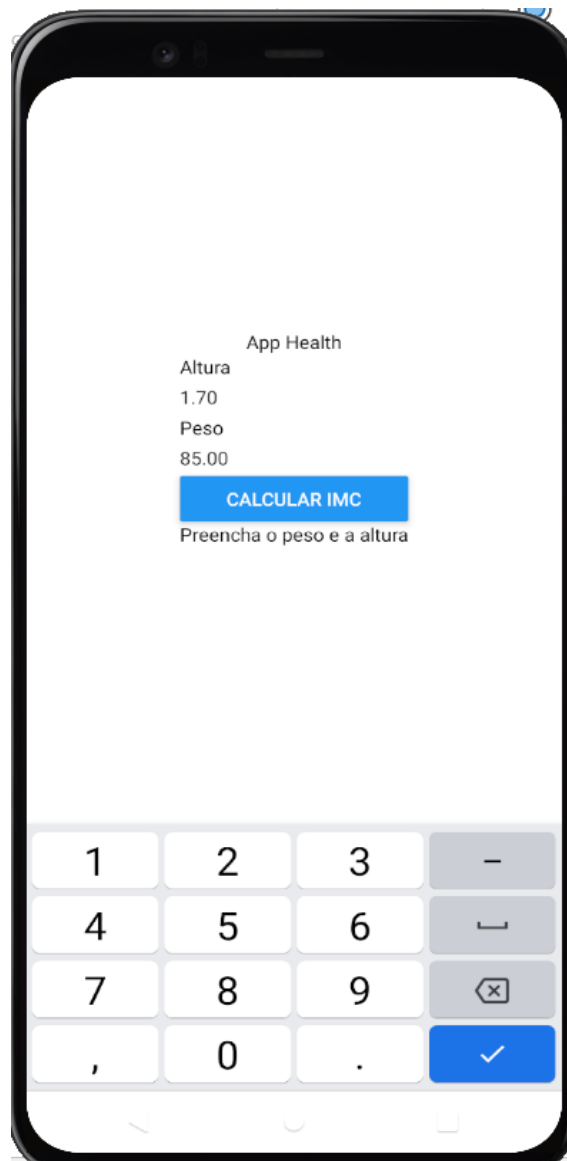 App Health
Altura
1.70
Peso
85.00
CALCULAR IMC
Preencha o peso e a altura
1 2 3 -
4 5 6
7 8 9
, 0 .